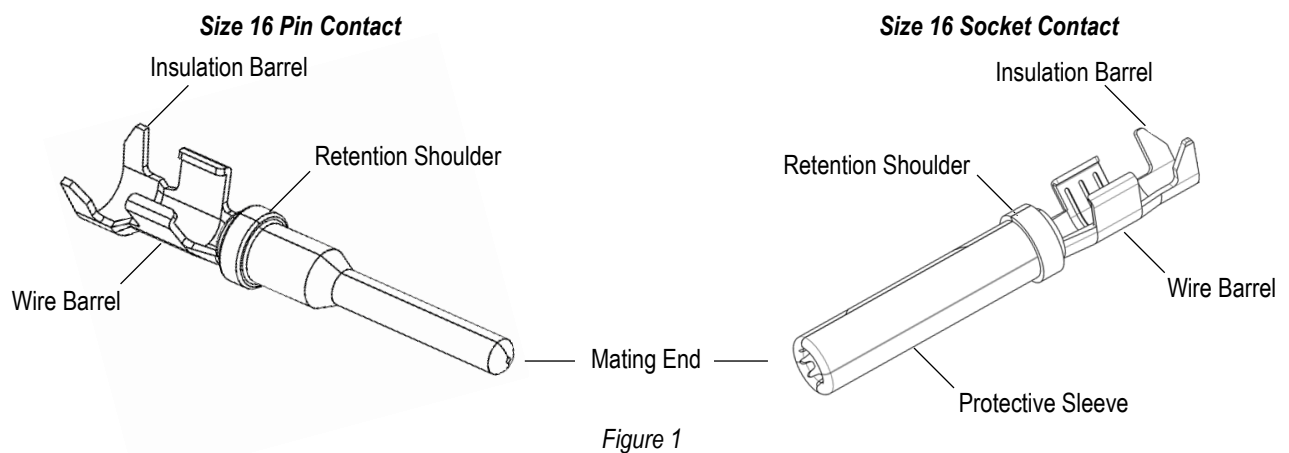 Size 16 Pin Contact
Insulation Barrel
Retention Shoulder
Wire Barrel
Size 16 Socket Contact
Insulation Barrel
Retention Shoulder
Wire Barrel
Mating End
Protective Sleeve
Figure 1